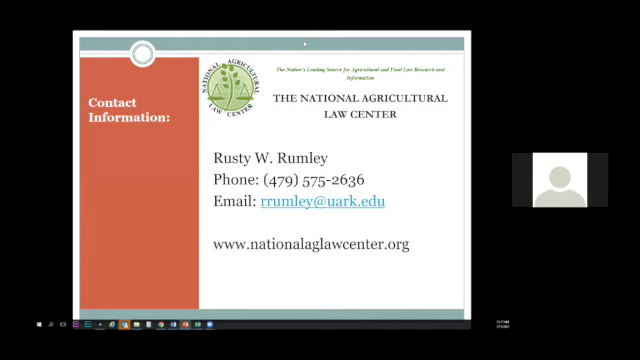 Contact
Information:
NATIONAL AGRICULTURAL
LAW CENTER
The Nation's Leading Source for Agricultural and Food Law Research and
Information
THE NATIONAL AGRICULTURAL
LAW CENTER
Rusty W. Rumley
Phone: (479) 575-2636
Email: rrumley@uark.edu
www.nationalaglawcenter.org